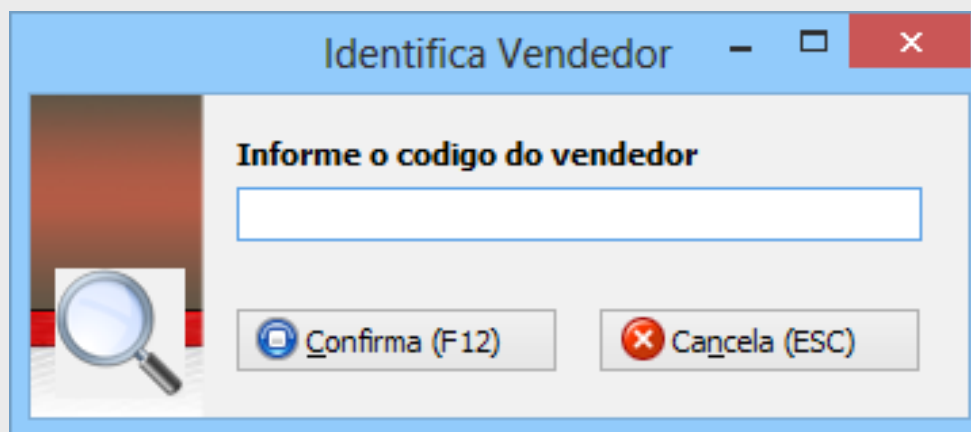 Identifica Vendedor
Informe o codigo do vendedor
Confirma (F12)
Cancela (ESC)